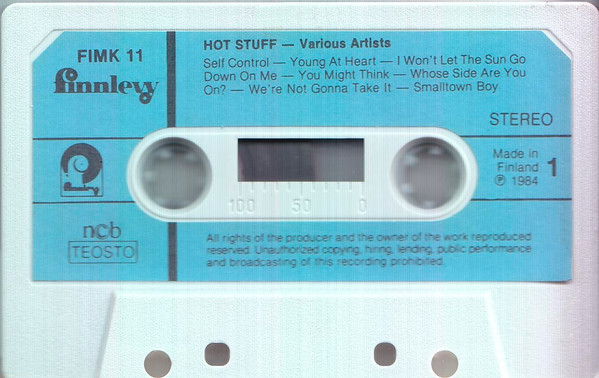 FIMK 11
finnlevy
HOT STUFF — Various Artists
Self Control — Young At Heart — I Won't Let The Sun Go
Down On Me — You Might Think — Whose Side Are You
On? — We're Not Gonna Take It — Smalltown Boy
STEREO
Made in
Finland
℗ 1984
1
100 50 0
ncb
TEOSTO
All rights of the producer and the owner of the work reproduced
reserved. Unauthorized copying, hiring, lending, public performance
and broadcasting of this recording prohibited.